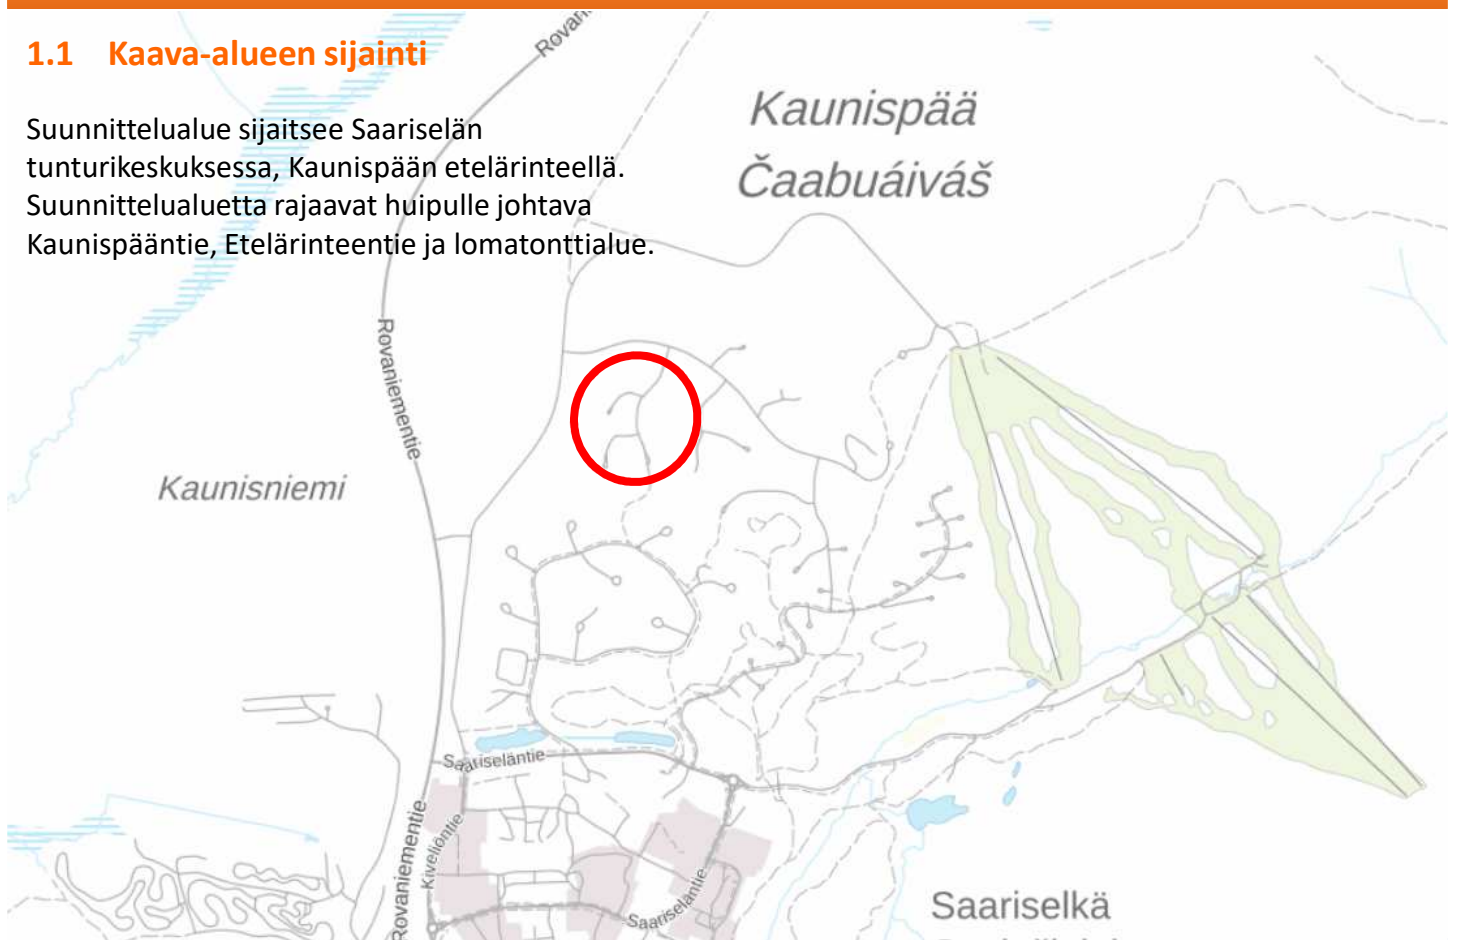 1.1 Kaava-alueen sijainti
Suunnittelualue sijaitsee Saariselän
tunturikeskuksessa, Kaunispään etelärinteellä.
Suunnittelualuetta rajaavat huipulle johtava
Kaunispääntie, Etelärinteentie ja lomatonttialue.
Kaunispää
Čaabuáiváš
Rovaniementie
Kaunisniemi
Saariseläntie
Rovaniementie
Kiveliöntie
Saariseläntie
Saariselkä